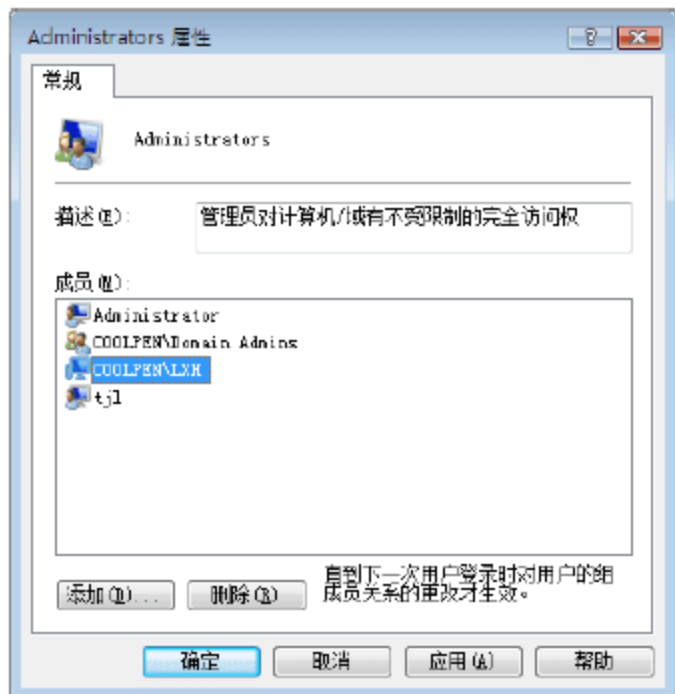 Administrators 属性
常规
Administrators
描述(E):
管理员对计算机/域有不受限制的完全访问权
成员(M):
Administrator
COOLPEN\Domain Admins
COOLPEN\LXH
tjl
添加(D)...
删除(R)
直到下一次用户登录时对用户的组
成员关系的更改才生效。
确定
取消
应用(A)
帮助